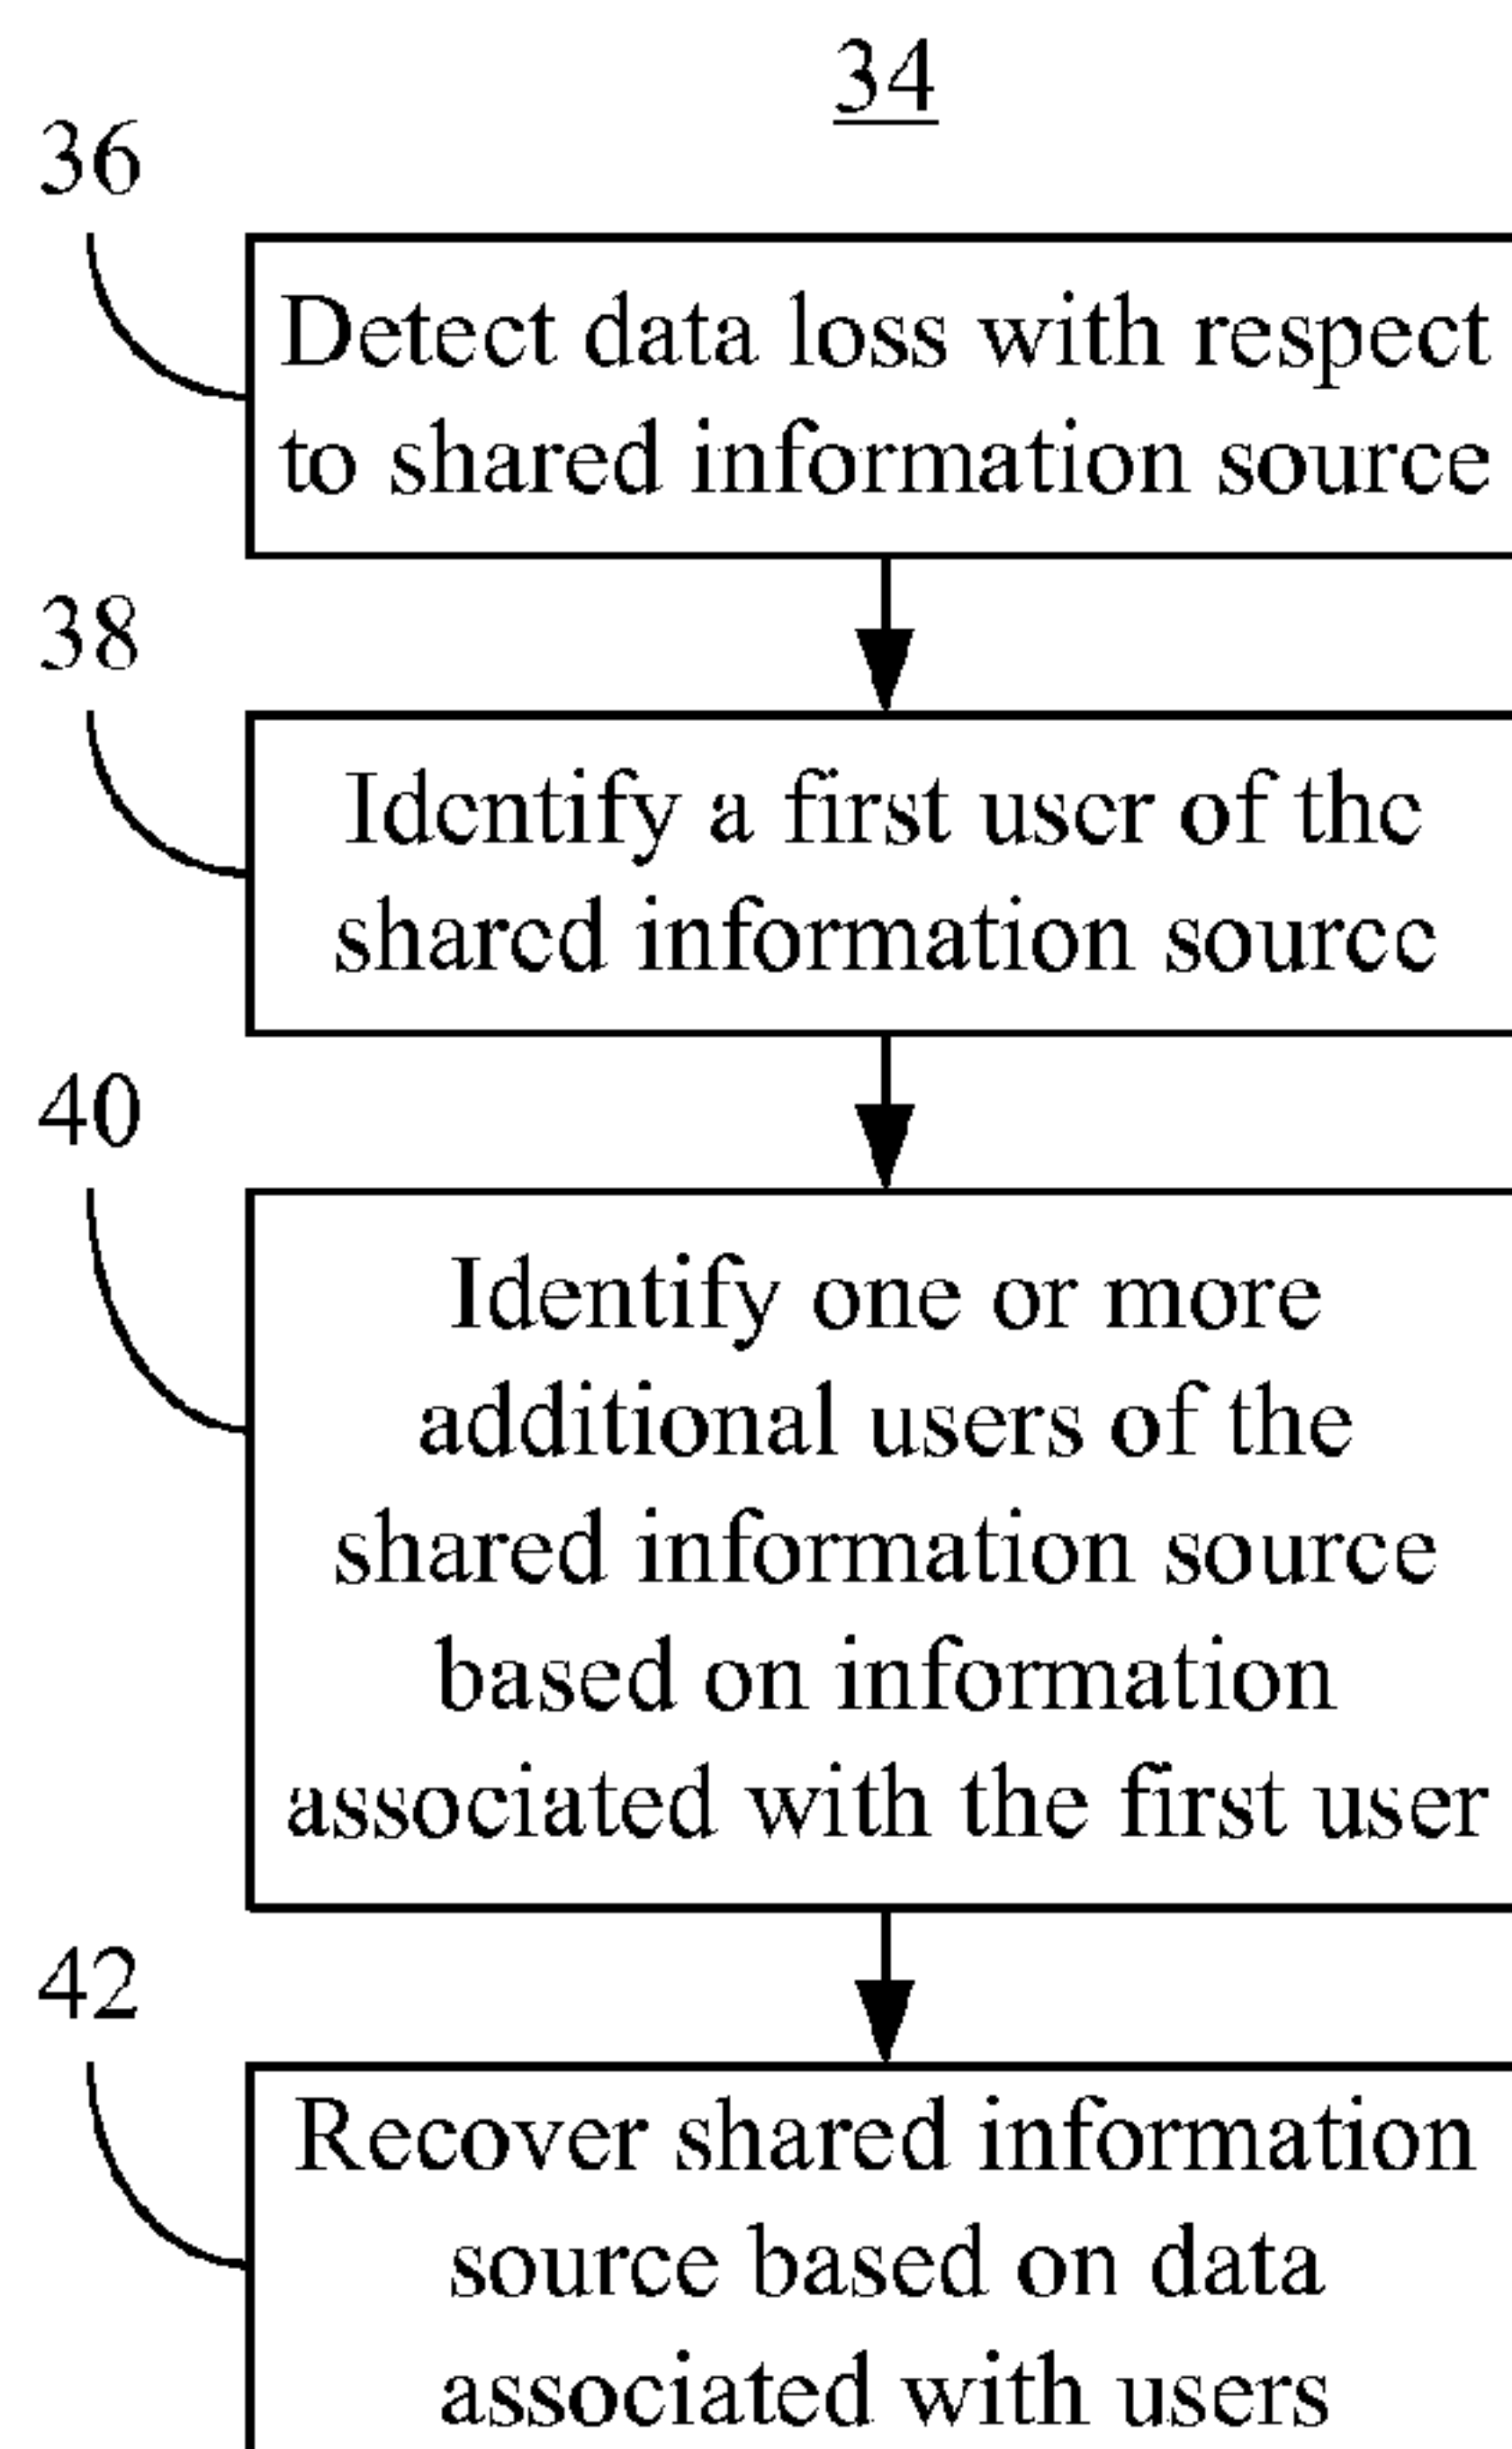 34
36
Detect data loss with respect
to shared information source
38
Identify a first user of the
shared information source
40
Identify one or more
additional users of the
shared information source
based on information
associated with the first user
42
Recover shared information
source based on data
associated with users